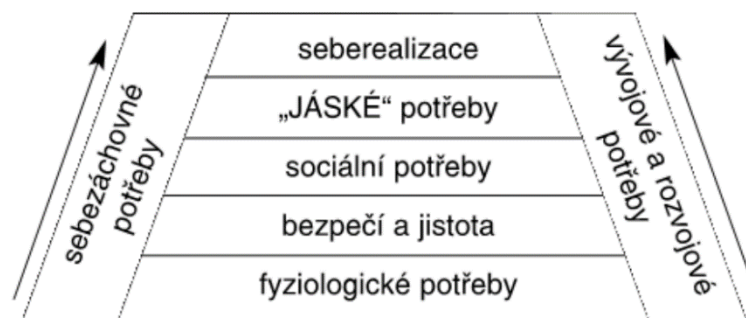 seberealizace
„JÁSKÉ“ potřeby
sociální potřeby
bezpečí a jistota
fyziologické potřeby
sebezáchovné
potřeby
vývojové a rozvojové
potřeby